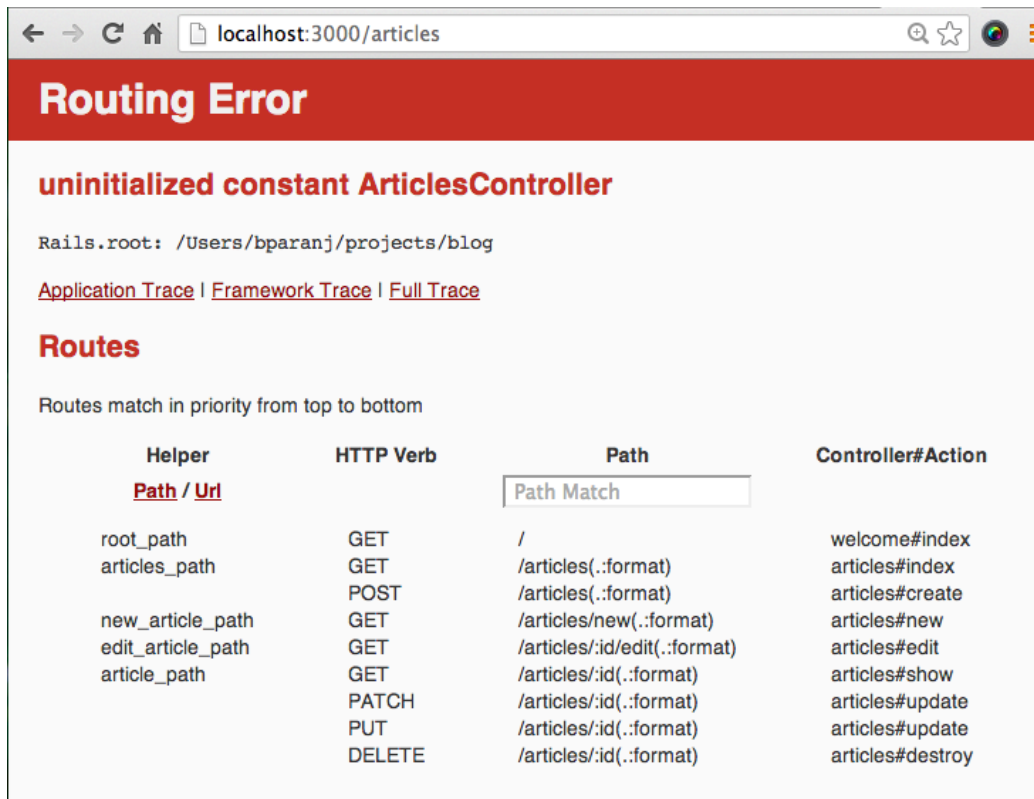 localhost:3000/articles
Routing Error
uninitialized constant ArticlesController
Rails.root: /Users/bparanj/projects/blog
Application Trace | Framework Trace | Full Trace
Routes
Routes match in priority from top to bottom
Helper HTTP Verb Path Controller#Action
Path / Url Path Match
root_path GET / welcome#index
articles_path GET /articles(.:format) articles#index
POST /articles(.:format) articles#create
new_article_path GET /articles/new(.:format) articles#new
edit_article_path GET /articles/:id/edit(.:format) articles#edit
article_path GET /articles/:id(.:format) articles#show
PATCH /articles/:id(.:format) articles#update
PUT /articles/:id(.:format) articles#update
DELETE /articles/:id(.:format) articles#destroy